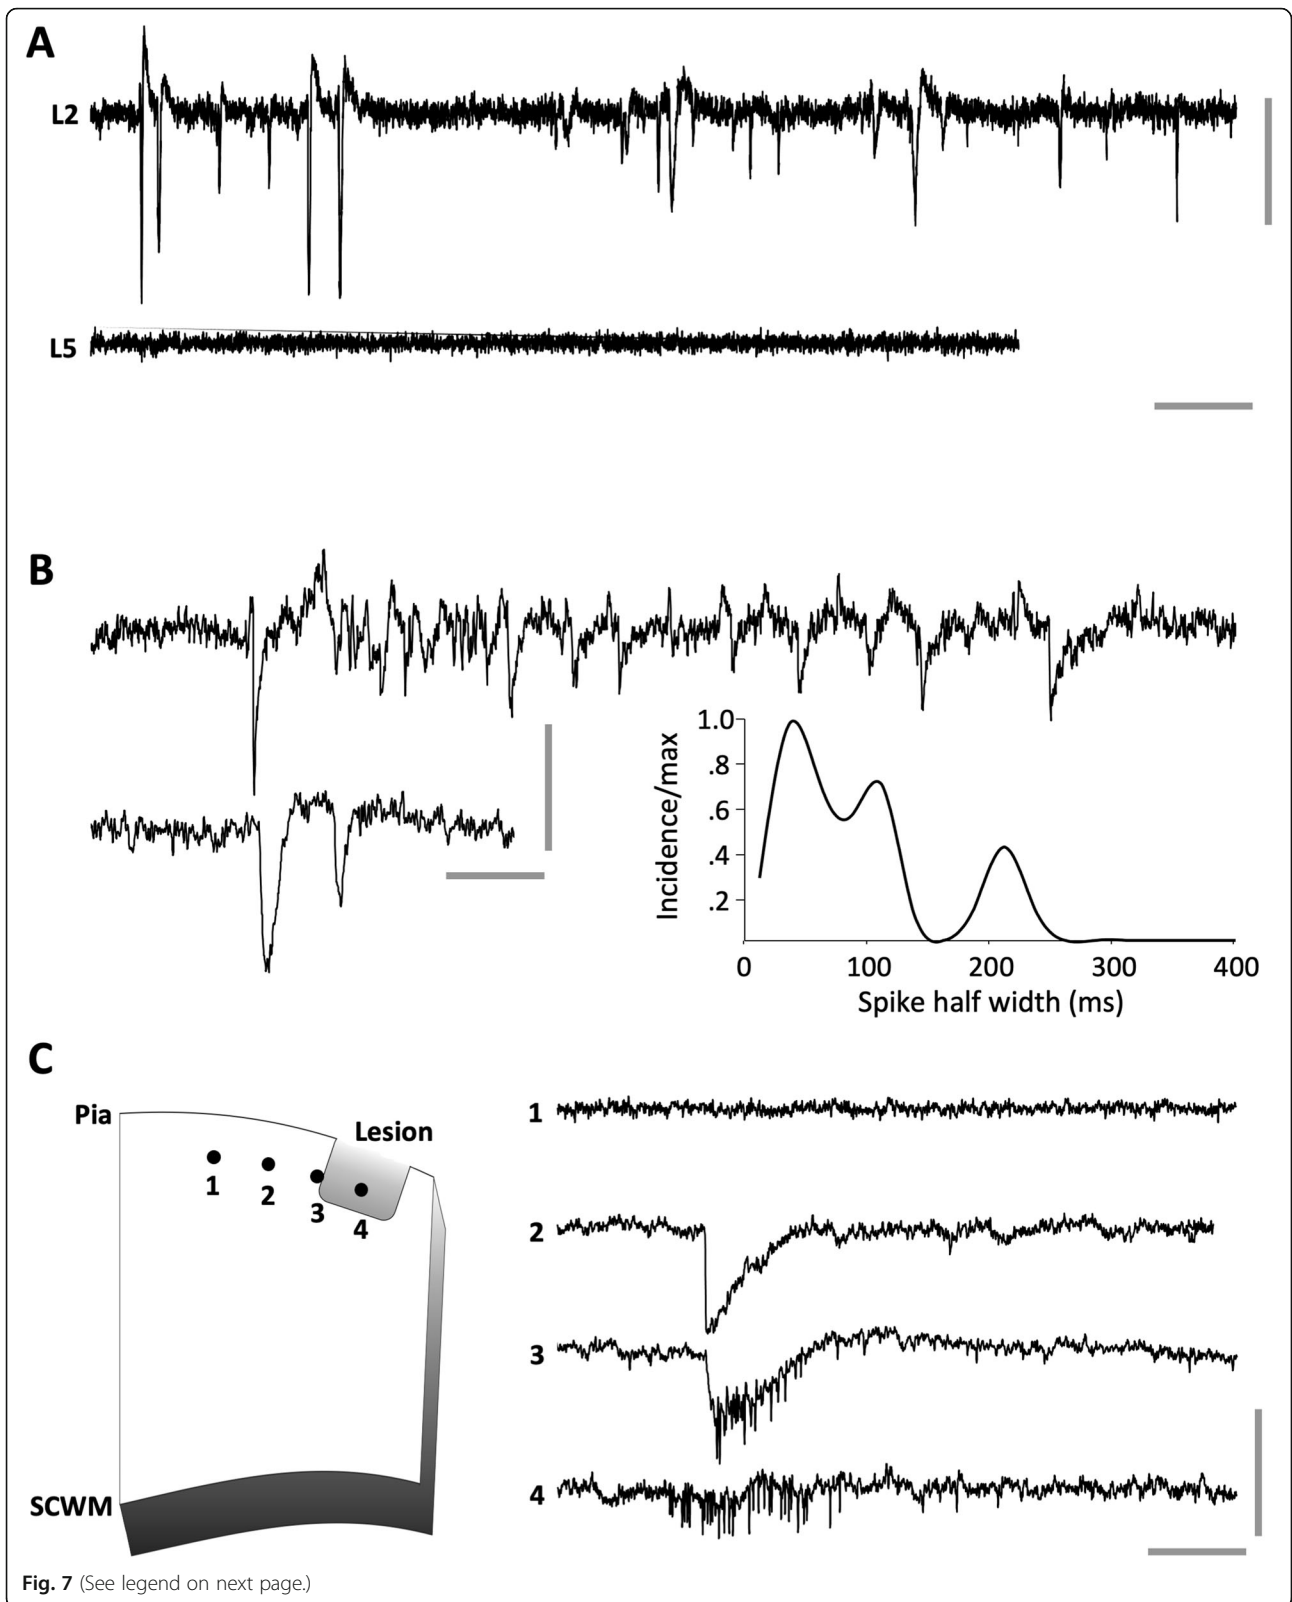 A
L2
L5
B
1.0
.8
.6
.4
.2
Incidence/max
0 100 200 300 400
Spike half width (ms)
C
Pia
Lesion
1 2 3 4
SCWM
1
2
3
4
Fig. 7 (See legend on next page.)